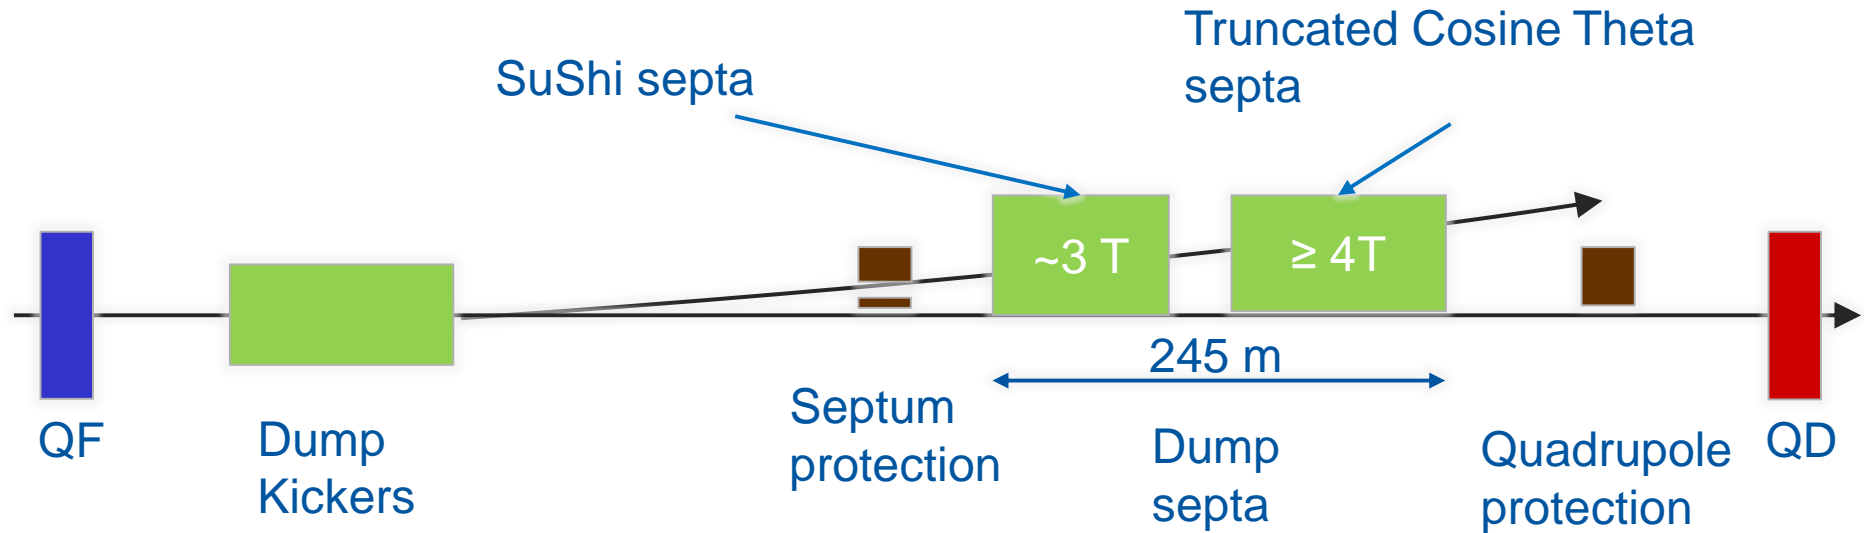 Truncated Cosine Theta
septa
SuShi septa
~3 T
≥ 4T
245 m
QF
Dump
Kickers
Septum
protection
Dump
septa
Quadrupole
protection
QD